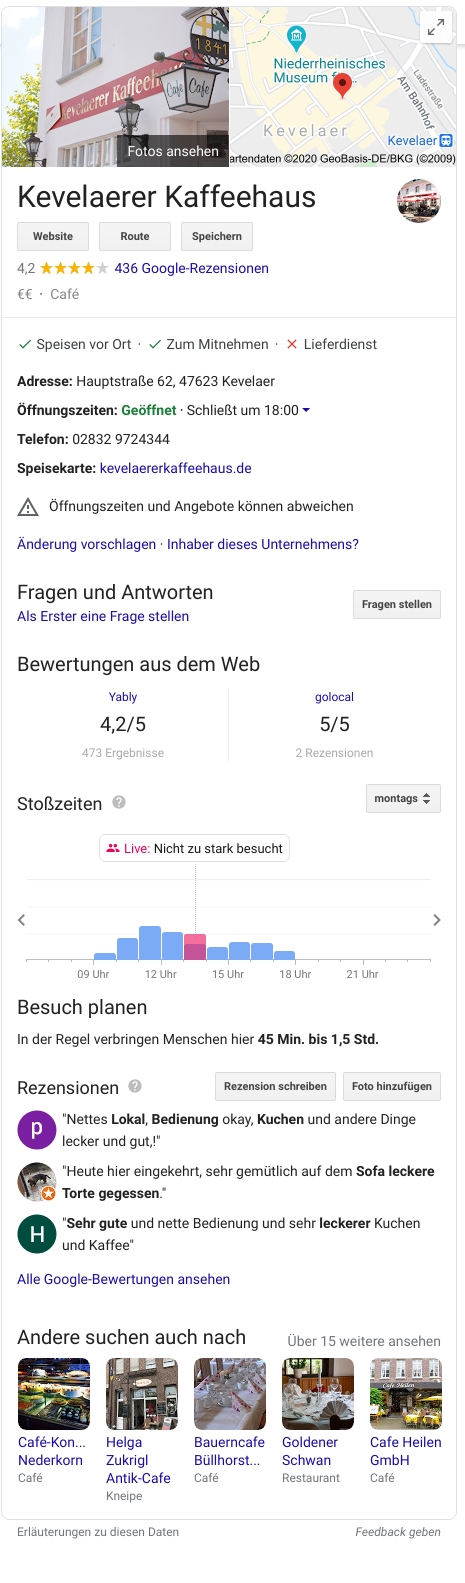 1841
Kevelaerer Kaffeehaus
Café
Cafe
Niederrheinisches
Museum f...
Am Bahnhof
Ladestraße
Kevelaer
Kevelaer
Fotos ansehen
artendaten ©2020 GeoBasis-DE/BKG (©2009)
Kevelaerer Kaffeehaus
Website Route Speichern
4,2 436 Google-Rezensionen
€€ · Café
Speisen vor Ort · Zum Mitnehmen · Lieferdienst
Adresse: Hauptstraße 62, 47623 Kevelaer
Öffnungszeiten: Geöffnet · Schließt um 18:00
Telefon: 02832 9724344
Speisekarte: kevelaererkaffeehaus.de
Öffnungszeiten und Angebote können abweichen
Änderung vorschlagen · Inhaber dieses Unternehmens?
Fragen und Antworten
Als Erster eine Frage stellen
Fragen stellen
Bewertungen aus dem Web
Yably golocal
4,2/5 5/5
473 Ergebnisse 2 Rezensionen
Stoßzeiten ? montags
Live: Nicht zu stark besucht
09 Uhr 12 Uhr 15 Uhr 18 Uhr 21 Uhr
Besuch planen
In der Regel verbringen Menschen hier 45 Min. bis 1,5 Std.
Rezensionen ? Rezension schreiben Foto hinzufügen
p "Nettes Lokal, Bedienung okay, Kuchen und andere Dinge
lecker und gut,!"
"Heute hier eingekehrt, sehr gemütlich auf dem Sofa leckere
Torte gegessen."
H "Sehr gute und nette Bedienung und sehr leckerer Kuchen
und Kaffee"
Alle Google-Bewertungen ansehen
Andere suchen auch nach Über 15 weitere ansehen
Cafe Heilen
Café-Kon... Helga Bauerncafe Goldener Cafe Heilen
Nederkorn Zukrigl Büllhorst... Schwan GmbH
Café Antik-Cafe Café Restaurant Café
Kneipe
Erläuterungen zu diesen Daten Feedback geben